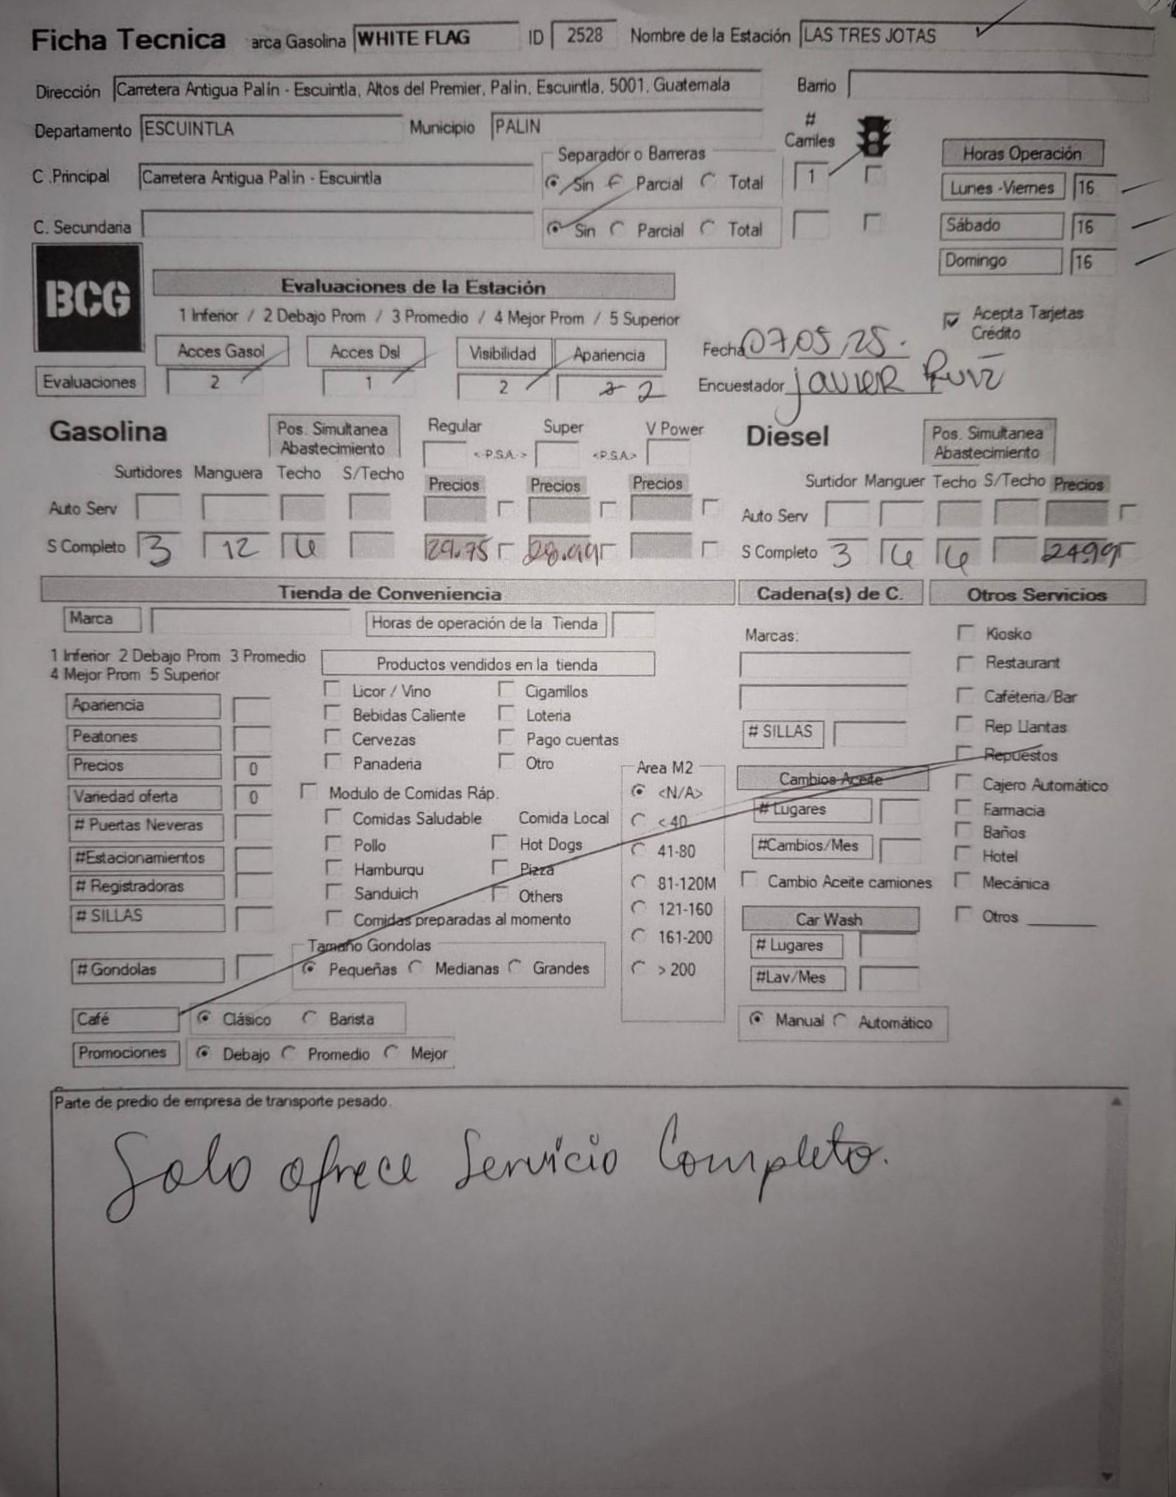 Ficha Tecnica arca Gasolina WHITE FLAG ID 2528 Nombre de la Estación LAS TRES JOTAS
Dirección Carretera Antigua Palín - Escuintla, Altos del Premier, Palín, Escuintla, 5001, Guatemala Barrio
Departamento ESCUINTLA Municipio PALIN # Carriles
Separador o Barreras Horas Operación
C .Principal Carretera Antigua Palín - Escuintla Sin Parcial Total 1 Lunes -Viernes 16
C. Secundaria Sin Parcial Total Sábado 16
Domingo 16
BCG
Evaluaciones de la Estación
1 Inferior / 2 Debajo Prom / 3 Promedio / 4 Mejor Prom / 5 Superior
Acepta Tarjetas Crédito
Acces Gasol Acces Dsl Visibilidad Apariencia Fecha 07,05,25.
Evaluaciones 2 1 2 2 Encuestador Javier Ruiz
Gasolina Pos. Simultanea Abastecimiento Regular Super V Power Diesel Pos. Simultanea Abastecimiento
<-P.S.A.-> <P.S.A>
Surtidores Manguera Techo S/Techo Precios Precios Precios Surtidor Manguer Techo S/Techo Precios
Auto Serv Auto Serv
S Completo 3 12 S Completo 3
Tienda de Conveniencia Cadena(s) de C. Otros Servicios
Marca Horas de operación de la Tienda Marcas: Kiosko
1 Inferior 2 Debajo Prom 3 Promedio
4 Mejor Prom 5 Superior
Productos vendidos en la tienda Restaurant
Apariencia Licor / Vino Cigarrillos Caféteria/Bar
Peatones Bebidas Caliente Loteria # SILLAS Rep Llantas
Cervezas Pago cuentas Repuestos
Precios 0 Panaderia Otro Area M2 Cambios Aceite Cajero Automático
Variedad oferta 0 Modulo de Comidas Ráp. <N/A> # Lugares Farmacia
# Puertas Neveras Comidas Saludable Comida Local < 40 Baños
#Estacionamientos Pollo Hot Dogs 41-80 #Cambios/Mes Hotel
# Registradoras Hamburqu Pizza 81-120M Cambio Aceite camiones Mecánica
# SILLAS Sanduich Others 121-160 Car Wash Otros
Comidas preparadas al momento
Tamaño Gondolas 161-200 # Lugares
# Gondolas Pequeñas Medianas Grandes > 200 #Lav/Mes
Café Clásico Barista Manual Automático
Promociones Debajo Promedio Mejor
Parte de predio de empresa de transporte pesado.
Solo ofrece Servicio Completo.